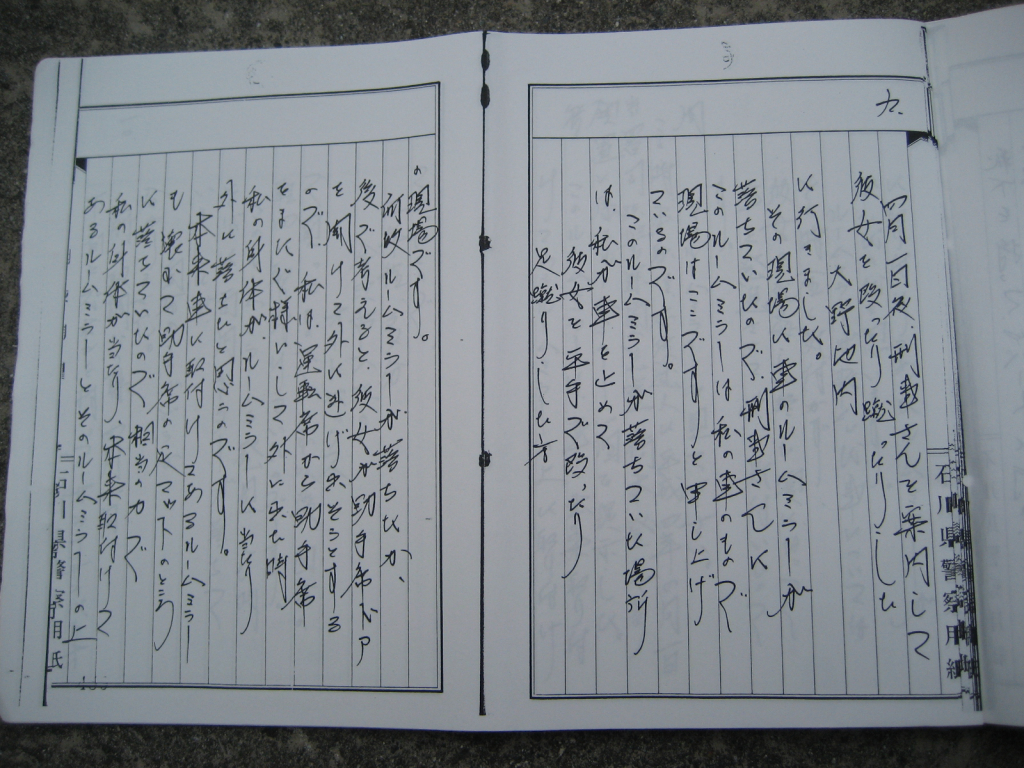 九、
四月一日夜、刑事さんを案内して
彼女を殴ったり蹴ったりした
大野地内
に行きました。
その現場に車のルームミラーが
落ちていたので刑事さんに
このルームミラーは私の車のもので
現場はここですりと申し上げ
ているのです。
このルームミラーが落ちていた場所
は、私が車を止めて
彼女を平手で殴ったり
足蹴りした方
石川県警察用紙
の現場です。
何故ルームミラーが落ちたか、
後で考えると、彼女が助手席ドア
を開けて外に逃げ出そうとする
ので、私は、運転席から助手席
をまたぐ様にして外に出た時
私の身体が、ルームミラーに当たり
外に落ちたと思うのです。
本来車に取付けてあるルームミラー
も壊れて助手席の足マットのところ
に落ちていたので相当の力で
私の身体が当たり、本来取付けて
あるルームミラーとそのルームミラーの上
石川県警察用紙